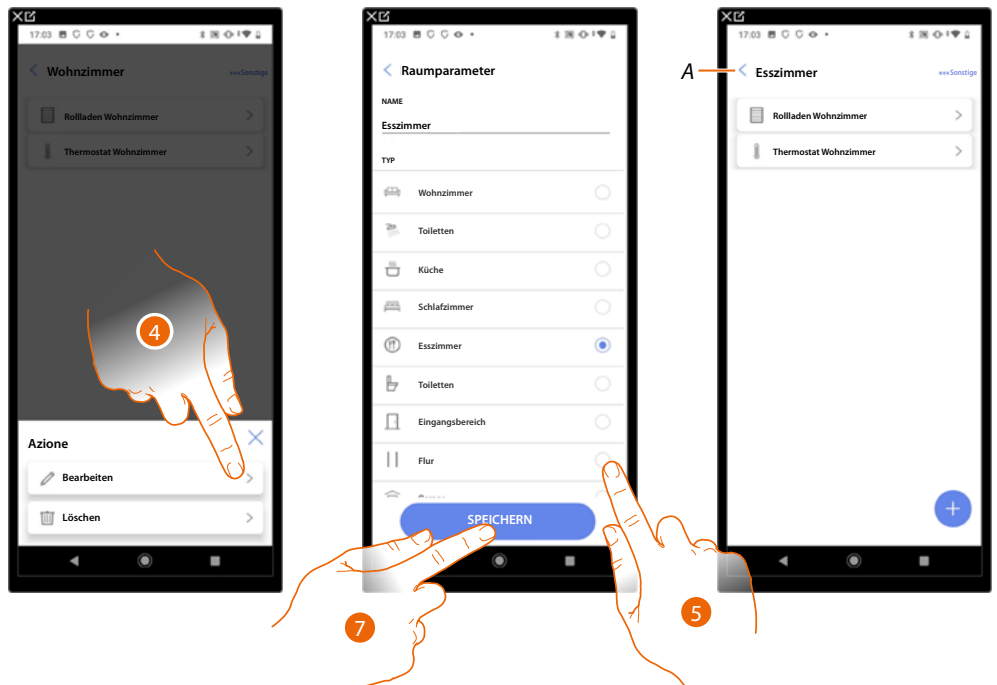 17:03
Wohnzimmer
Sonstige
Rollladen Wohnzimmer
Thermostat Wohnzimmer
4
Azione
Bearbeiten
Löschen
17:03
Raumparameter
NAME
Esszimmer
TYP
Wohnzimmer
Toiletten
Küche
Schlafzimmer
Esszimmer
Toiletten
Eingangsbereich
Flur
SPEICHERN
7
5
A
17:03
Esszimmer
Sonstige
Rollladen Wohnzimmer
Thermostat Wohnzimmer
+